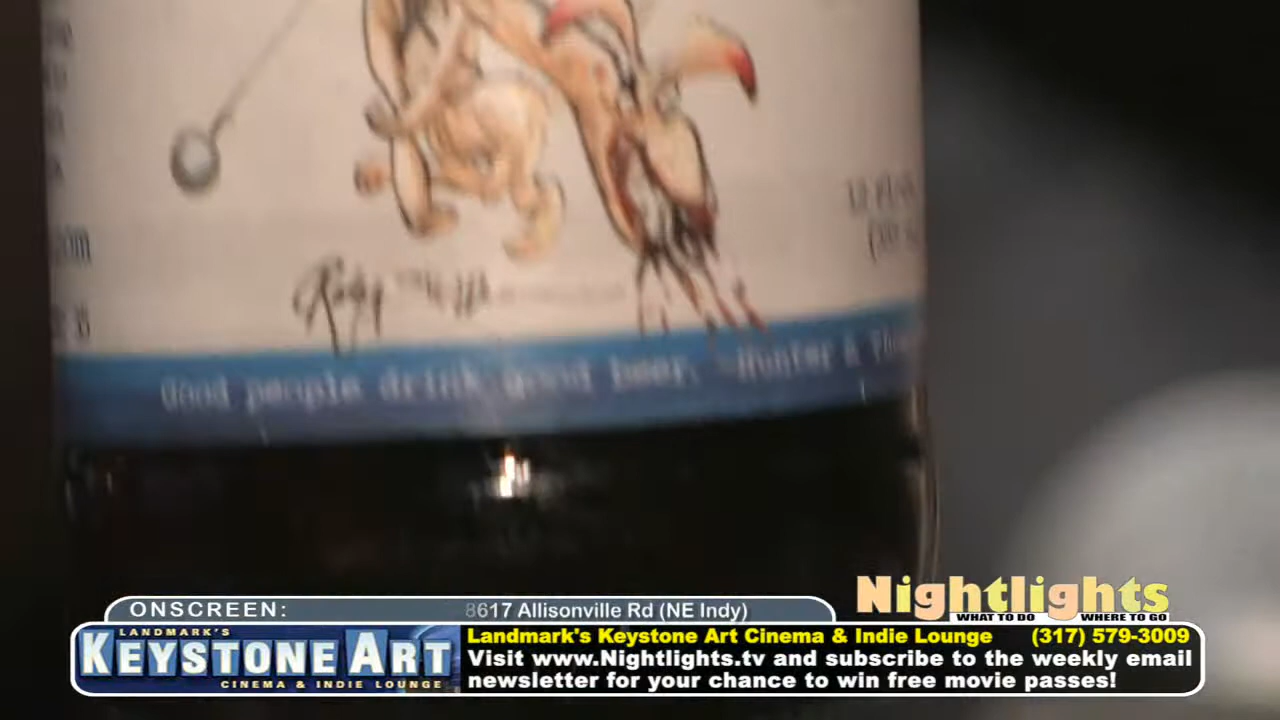 Good people drink good beer. -Hunter S Tho
ONSCREEN:
8617 Allisonville Rd (NE Indy)
Nightlights
WHAT TO DO WHERE TO GO
LANDMARK'S
KEYSTONE ART
CINEMA & INDIE LOUNGE
Landmark's Keystone Art Cinema & Indie Lounge (317) 579-3009
Visit www.Nightlights.tv and subscribe to the weekly email
newsletter for your chance to win free movie passes!